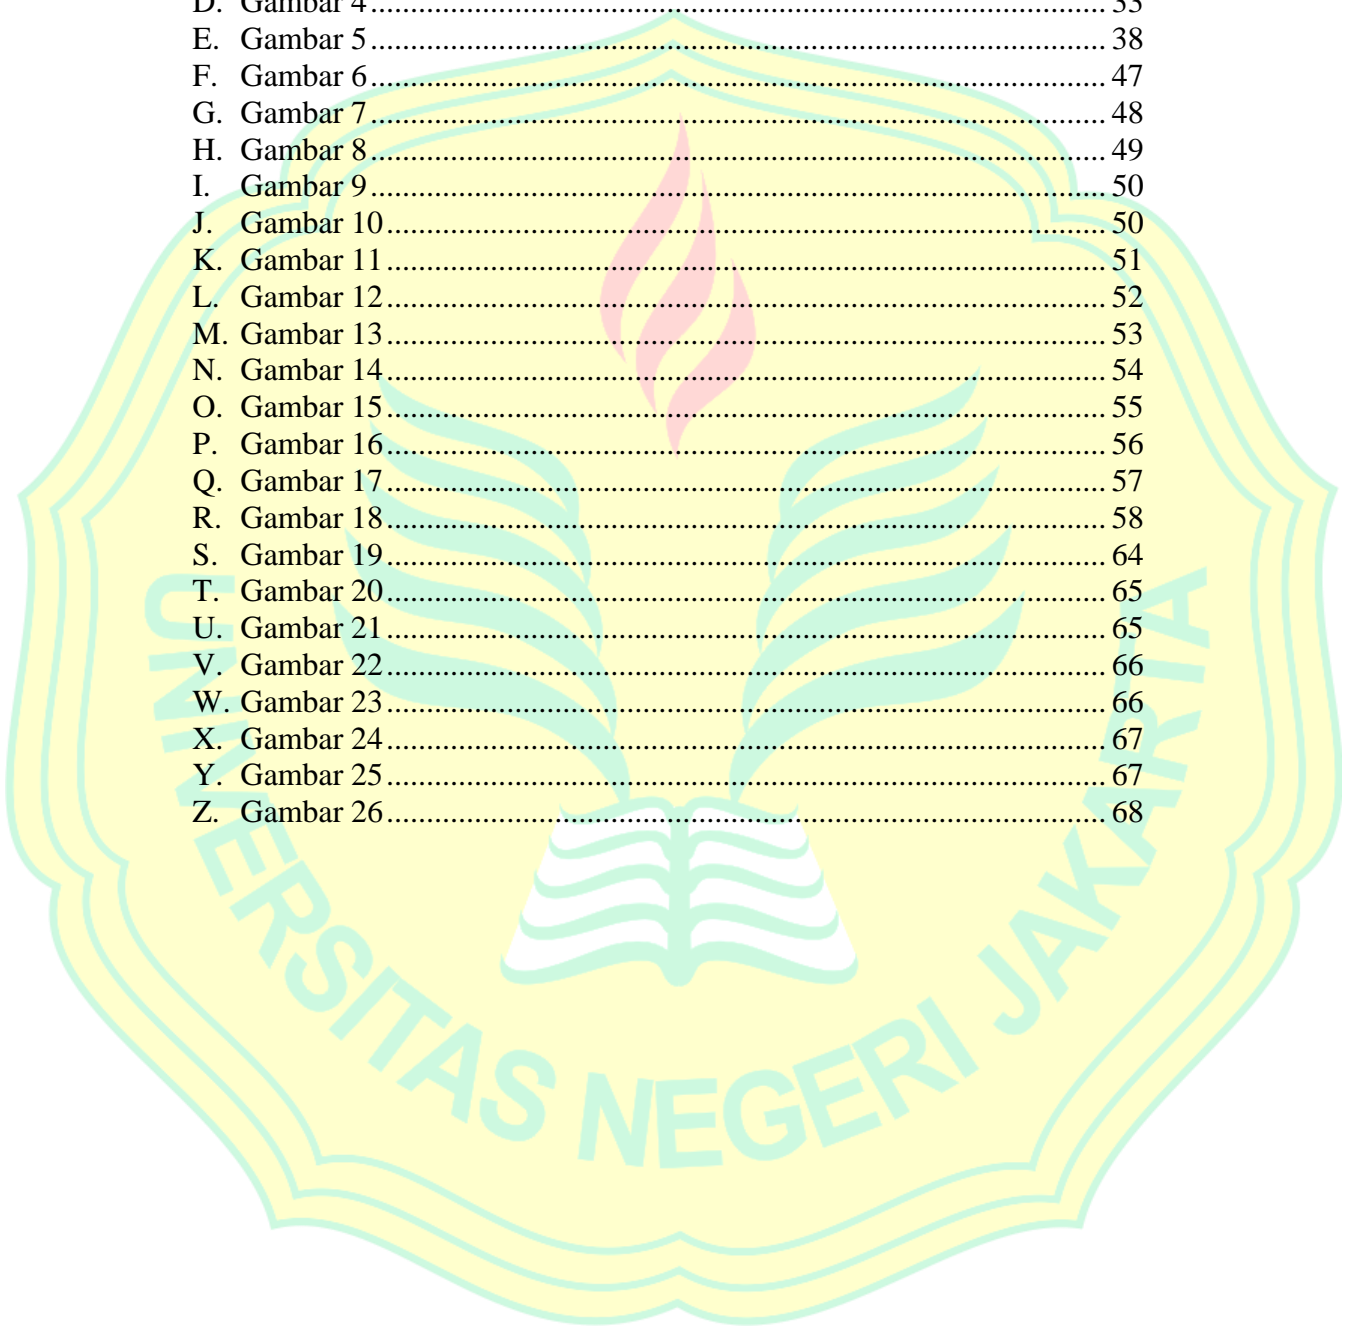 D. Gambar 4............................................................................................ 33
E. Gambar 5............................................................................................ 38
F. Gambar 6............................................................................................ 47
G. Gambar 7............................................................................................ 48
H. Gambar 8............................................................................................ 49
I. Gambar 9............................................................................................ 50
J. Gambar 10.......................................................................................... 50
K. Gambar 11.......................................................................................... 51
L. Gambar 12.......................................................................................... 52
M. Gambar 13.......................................................................................... 53
N. Gambar 14.......................................................................................... 54
O. Gambar 15.......................................................................................... 55
P. Gambar 16.......................................................................................... 56
Q. Gambar 17.......................................................................................... 57
R. Gambar 18.......................................................................................... 58
S. Gambar 19.......................................................................................... 64
T. Gambar 20.......................................................................................... 65
U. Gambar 21.......................................................................................... 65
V. Gambar 22.......................................................................................... 66
W. Gambar 23.......................................................................................... 66
X. Gambar 24.......................................................................................... 67
Y. Gambar 25.......................................................................................... 67
Z. Gambar 26.......................................................................................... 68
UNIVERSITAS NEGERI JAKARTA